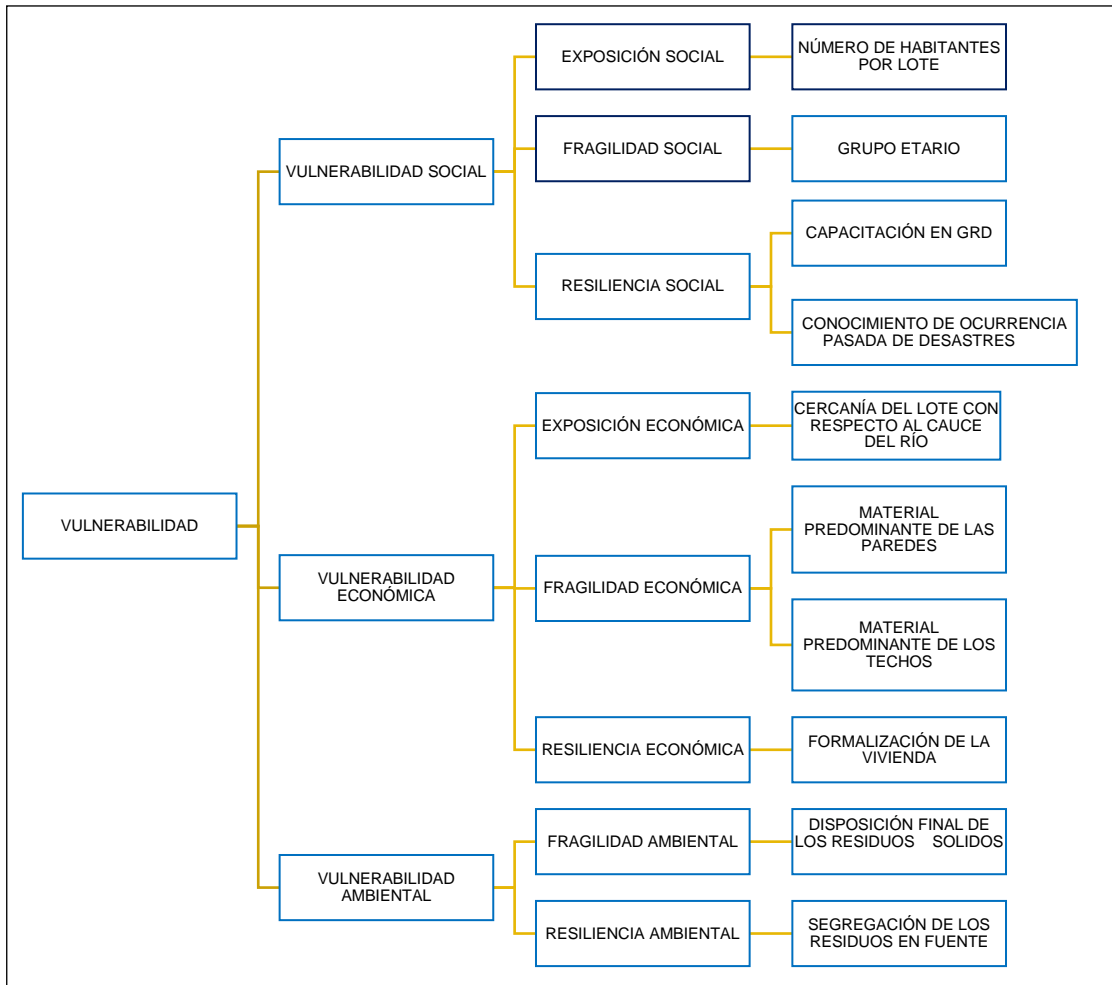 EXPOSICIÓN SOCIAL
NÚMERO DE HABITANTES
POR LOTE
FRAGILIDAD SOCIAL
GRUPO ETARIO
VULNERABILIDAD SOCIAL
CAPACITACIÓN EN GRD
RESILIENCIA SOCIAL
CONOCIMIENTO DE OCURRENCIA
PASADA DE DESASTRES
EXPOSICIÓN ECONÓMICA
CERCANÍA DEL LOTE CON
RESPECTO AL CAUCE
DEL RÍO
VULNERABILIDAD
MATERIAL
PREDOMINANTE DE LAS
PAREDES
VULNERABILIDAD
ECONÓMICA
FRAGILIDAD ECONÓMICA
MATERIAL
PREDOMINANTE DE LOS
TECHOS
RESILIENCIA ECONÓMICA
FORMALIZACIÓN DE LA
VIVIENDA
FRAGILIDAD AMBIENTAL
DISPOSICIÓN FINAL DE
LOS RESIDUOS SOLIDOS
VULNERABILIDAD
AMBIENTAL
RESILIENCIA AMBIENTAL
SEGREGACIÓN DE LOS
RESIDUOS EN FUENTE